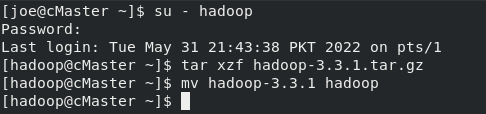 [joe@cMaster ~]$ su - hadoop
Password:
Last login: Tue May 31 21:43:38 PKT 2022 on pts/1
[hadoop@cMaster ~]$ tar xzf hadoop-3.3.1.tar.gz
[hadoop@cMaster ~]$ mv hadoop-3.3.1 hadoop
[hadoop@cMaster ~]$